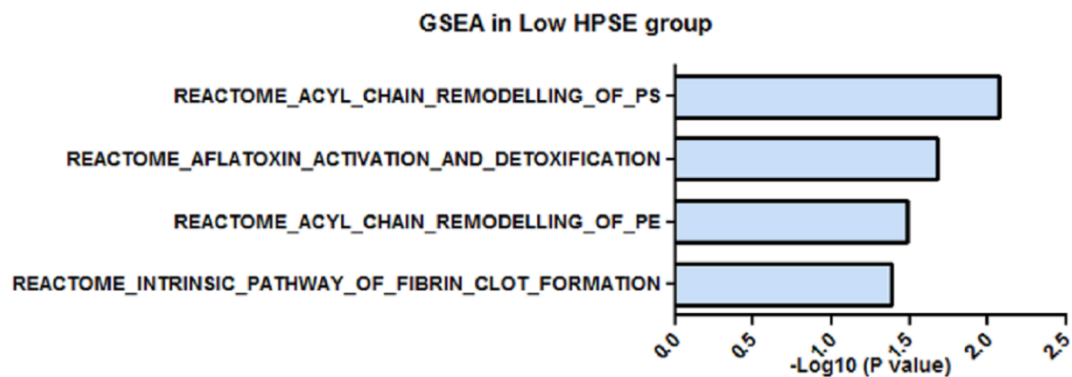 GSEA in Low HPSE group
REACTOME_ACYL_CHAIN_REMODELLING_OF_PS
REACTOME_AFLATOXIN_ACTIVATION_AND_DETOXIFICATION
REACTOME_ACYL_CHAIN_REMODELLING_OF_PE
REACTOME_INTRINSIC_PATHWAY_OF_FIBRIN_CLOT_FORMATION
0.0 0.5 1.0 1.5 2.0 2.5
-Log10 (P value)